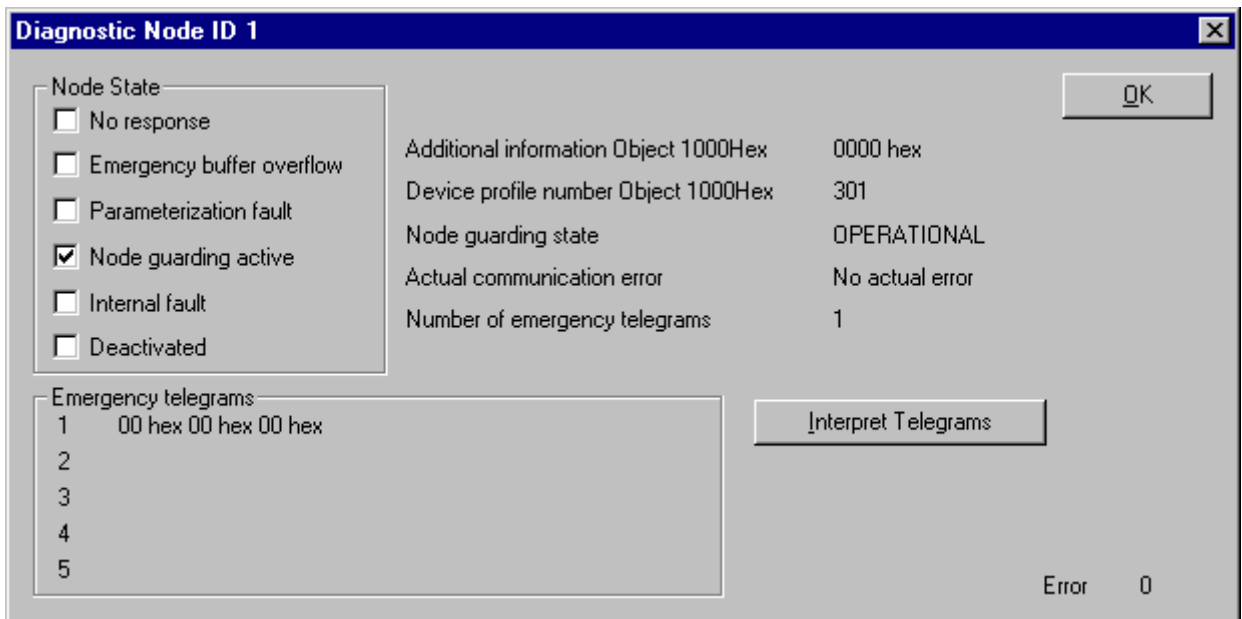 Diagnostic Node ID 1
Node State
No response
Emergency buffer overflow
Parameterization fault
Node guarding active
Internal fault
Deactivated
OK
Additional information Object 1000Hex 0000 hex
Device profile number Object 1000Hex 301
Node guarding state OPERATIONAL
Actual communication error No actual error
Number of emergency telegrams 1
Emergency telegrams
1 00 hex 00 hex 00 hex
2
3
4
5
Interpret Telegrams
Error 0